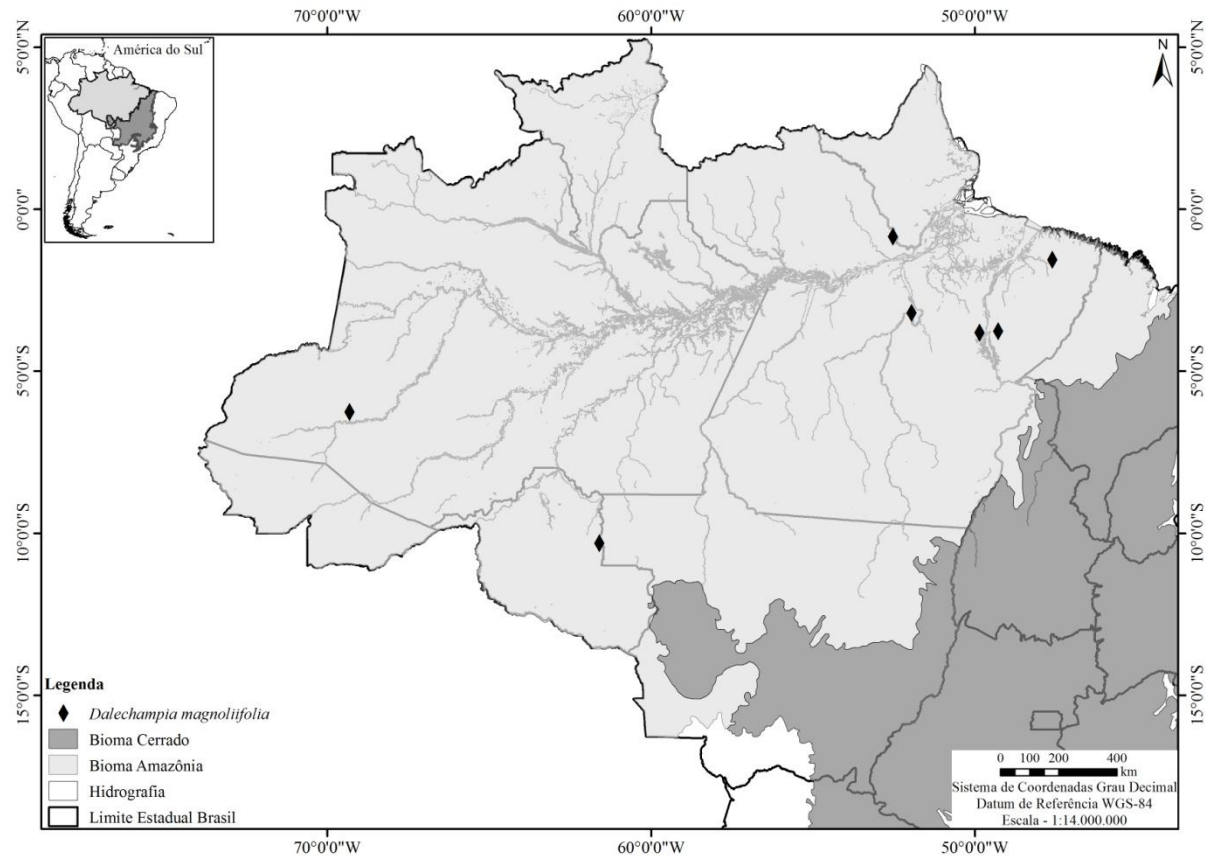 70°0'0"W 60°0'0"W 50°0'0"W
América do Sul
N
5°0'0"N 5°0'0"N
0°0'0" 0°0'0"
5°0'0"S 5°0'0"S
10°0'0"S 10°0'0"S
15°0'0"S 15°0'0"S
Legenda
Dalechampia magnoliifolia
Bioma Cerrado
Bioma Amazônia
Hidrografia
Limite Estadual Brasil
0 100 200 400
km
Sistema de Coordenadas Grau Decimal
Datum de Referência WGS-84
Escala - 1:14.000.000
70°0'0"W 60°0'0"W 50°0'0"W